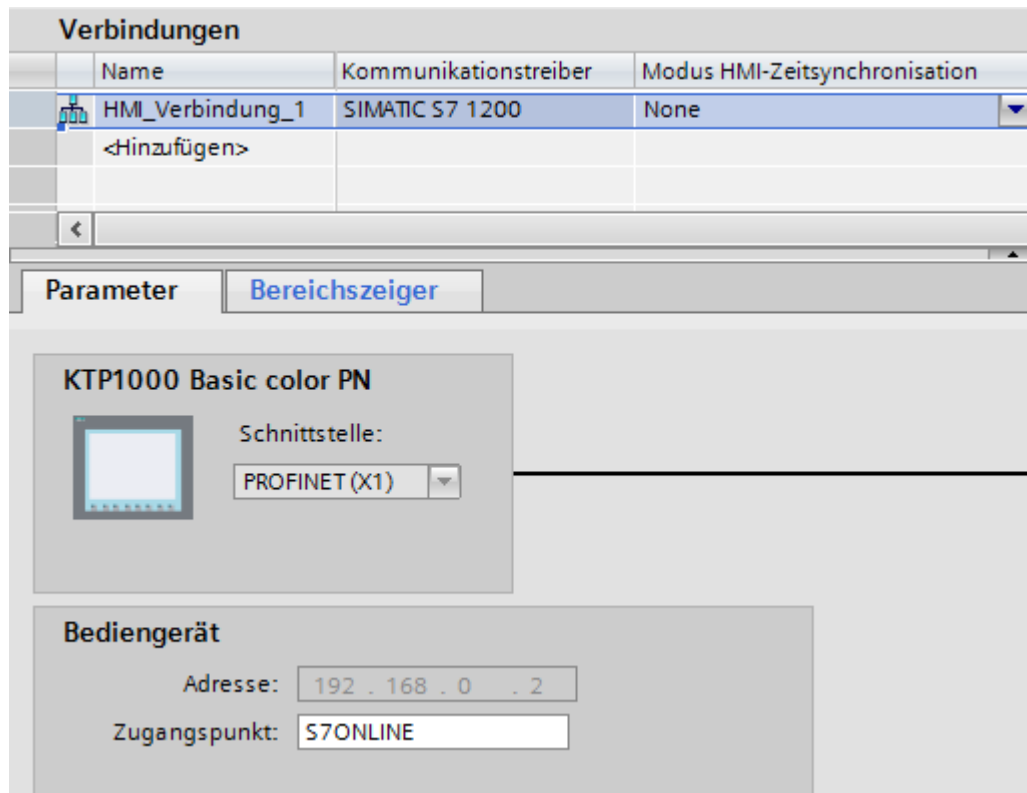 Verbindungen
Name Kommunikationstreiber Modus HMI-Zeitsynchronisation
HMI_Verbindung_1 SIMATIC S7 1200 None
<Hinzufügen>
Parameter Bereichszeiger
KTP1000 Basic color PN
Schnittstelle:
PROFINET (X1)
Bediengerät
Adresse: 192 . 168 . 0 . 2
Zugangspunkt: S7ONLINE